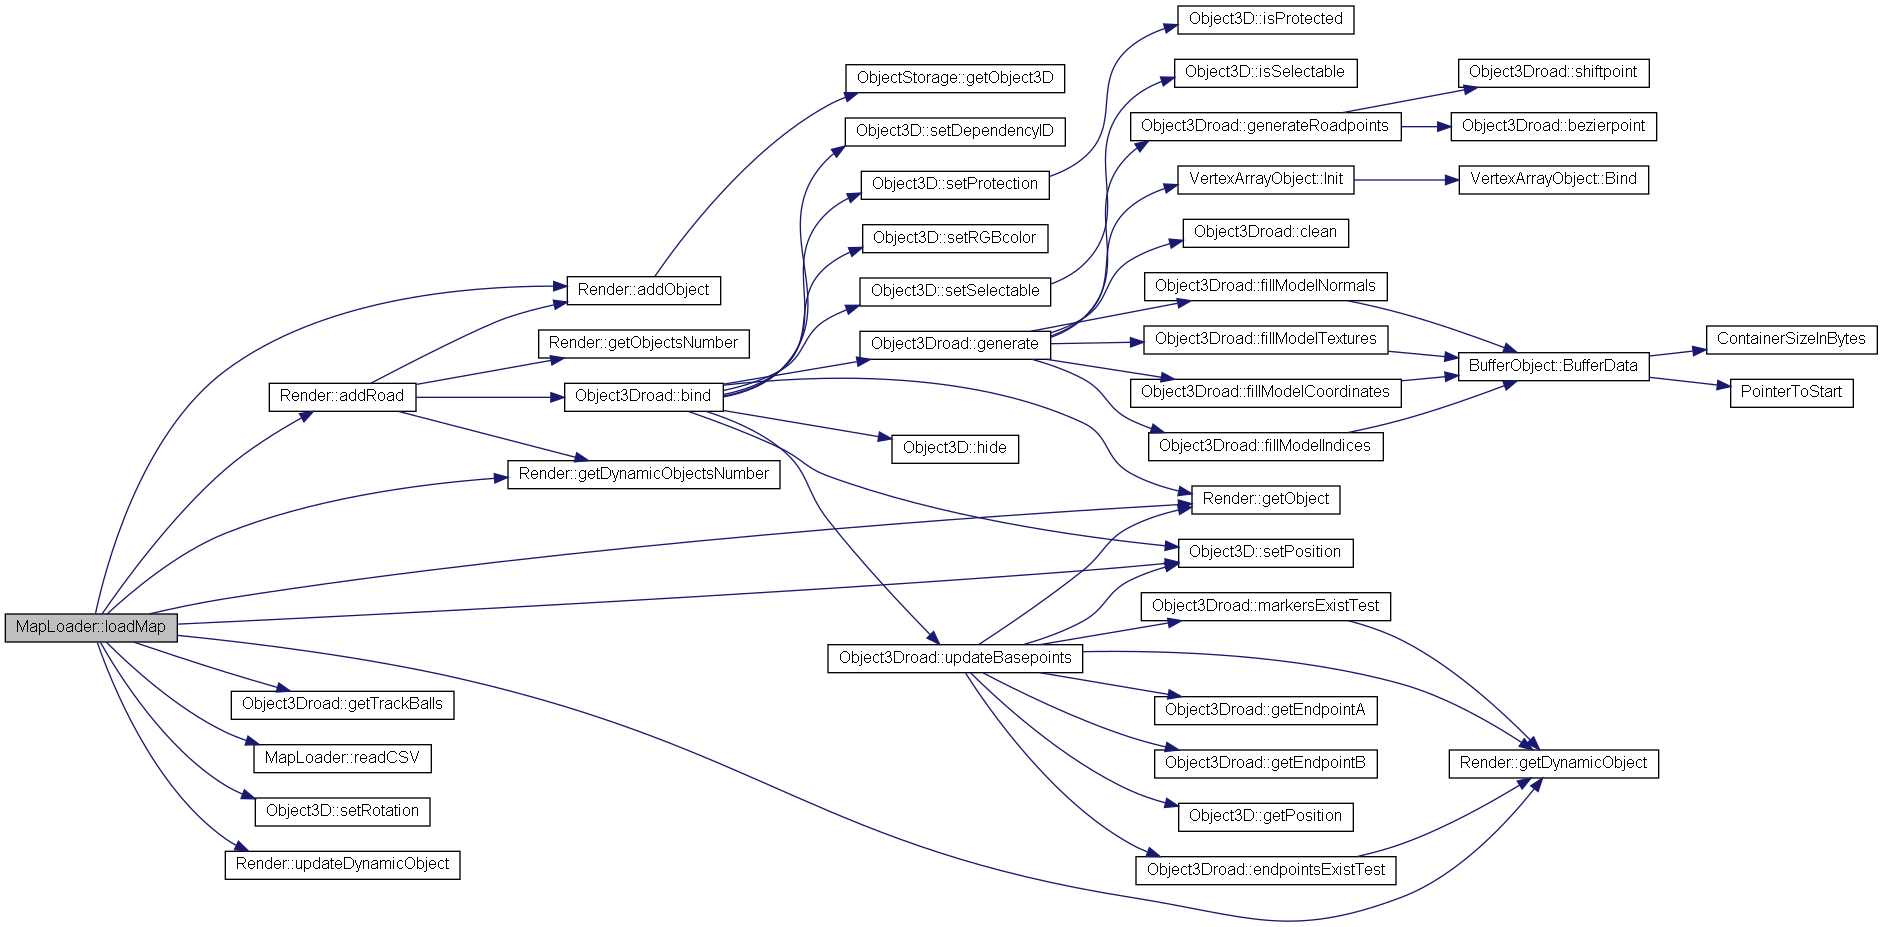 Object3D::isProtected
ObjectStorage::getObject3D
Object3D::isSelectable
Object3Droad::shiftpoint
Object3D::setDependencyID
Object3Droad::generateRoadpoints
Object3Droad::bezierpoint
Object3D::setProtection
VertexArrayObject::Init
VertexArrayObject::Bind
Object3D::setRGBcolor
Object3Droad::clean
Render::addObject
Object3D::setSelectable
Object3Droad::fillModelNormals
Render::getObjectsNumber
Object3Droad::generate
Object3Droad::fillModelTextures
ContainerSizeInBytes
BufferObject::BufferData
Render::addRoad
Object3Droad::bind
Object3Droad::fillModelCoordinates
PointerToStart
Object3D::hide
Object3Droad::fillModelIndices
Render::getDynamicObjectsNumber
Render::getObject
Object3D::setPosition
MapLoader::loadMap
Object3Droad::markersExistTest
Object3Droad::updateBasepoints
Object3Droad::getTrackBalls
Object3Droad::getEndpointA
MapLoader::readCSV
Object3Droad::getEndpointB
Render::getDynamicObject
Object3D::setRotation
Object3D::getPosition
Render::updateDynamicObject
Object3Droad::endpointsExistTest